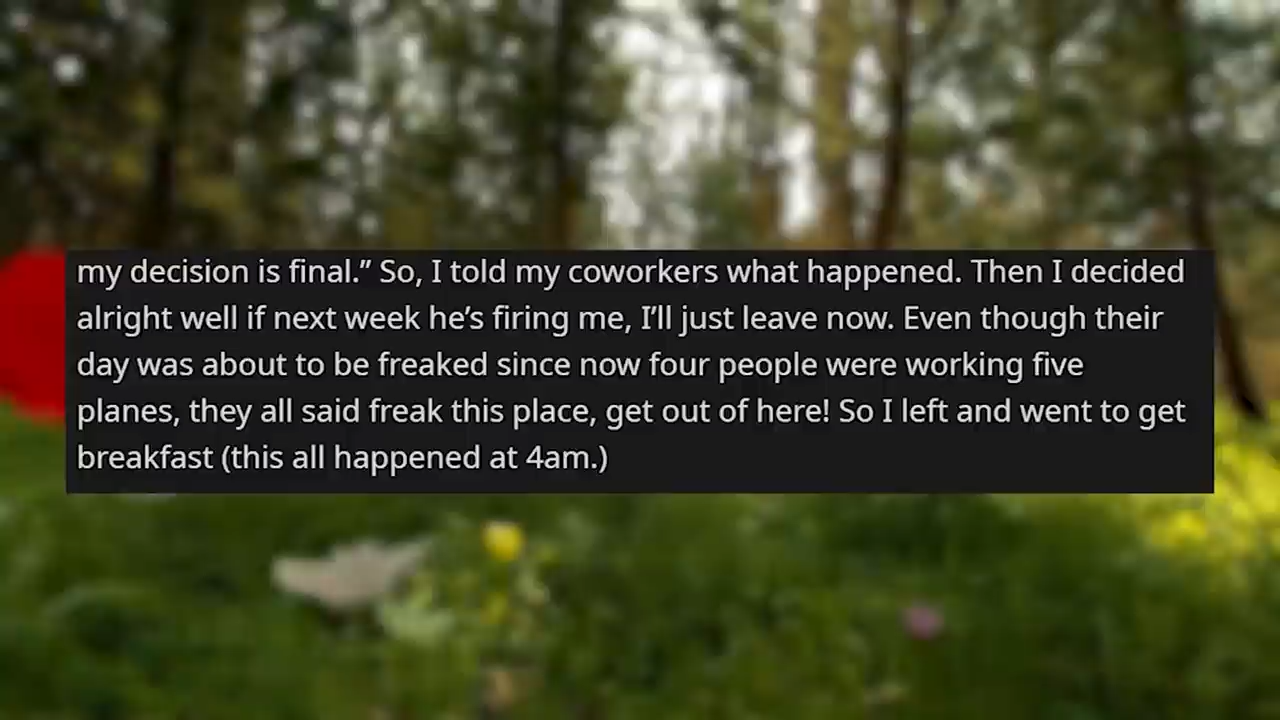 my decision is final.” So, I told my coworkers what happened. Then I decided
alright well if next week he’s firing me, I’ll just leave now. Even though their
day was about to be freaked since now four people were working five
planes, they all said freak this place, get out of here! So I left and went to get
breakfast (this all happened at 4am.)